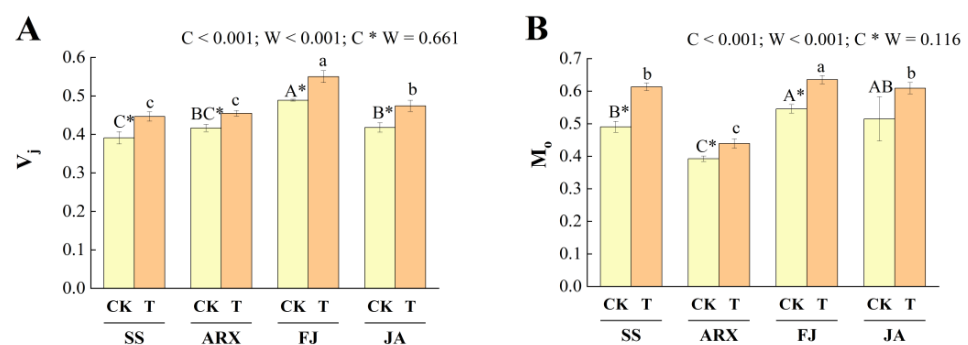 A
C < 0.001; W < 0.001; C * W = 0.661
0.6
0.5
0.4
0.3
0.2
0.1
0.0
Vj
C*
c
BC*
c
A*
a
B*
b
CK T CK T CK T CK T
SS ARX FJ JA
B
C < 0.001; W < 0.001; C * W = 0.116
0.7
0.6
0.5
0.4
0.3
0.2
0.1
0.0
Mo
B*
b
C*
c
A*
a
AB
b
CK T CK T CK T CK T
SS ARX FJ JA